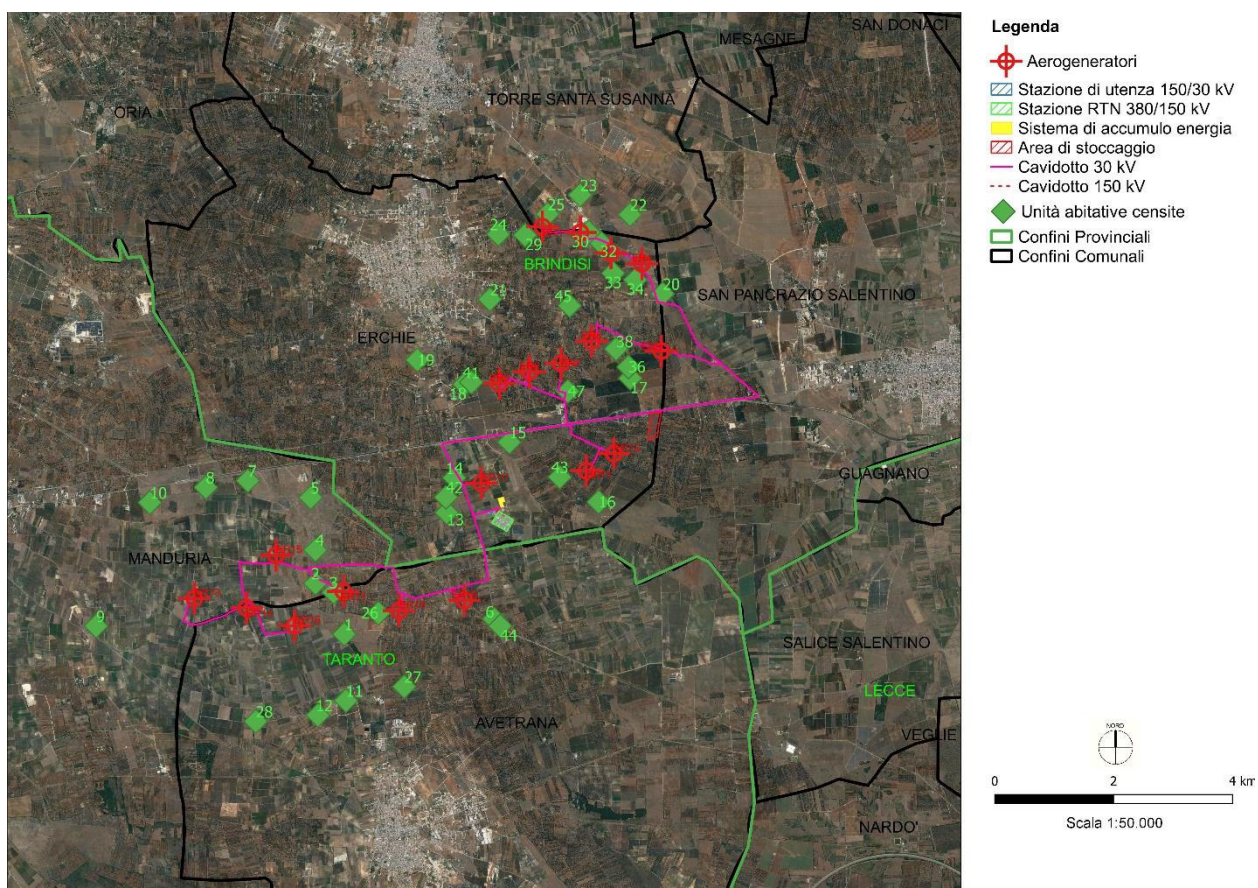 SAN DONACI
MESAGNE
TORRE SANTA SUSANNA
ORIA
23
25
22
24
29
30
32
BRINDISI
33
34
20
SAN PANCRAZIO SALENTINO
21
45
ERCHIE
38
19
36
41
17
18
47
15
14
43
GUAGNANO
7
8
42
5
16
10
13
4
MANDURIA
2
3
9
26
6
44
1
SALICE SALENTINO
TARANTO
27
LECCE
11
12
28
AVETRANA
VEGLIE
NARDO'
Legenda
Aerogeneratori
Stazione di utenza 150/30 kV
Stazione RTN 380/150 kV
Sistema di accumulo energia
Area di stoccaggio
Cavidotto 30 kV
Cavidotto 150 kV
Unità abitative censite
Confini Provinciali
Confini Comunali
NORD
0 2 4 km
Scala 1:50.000